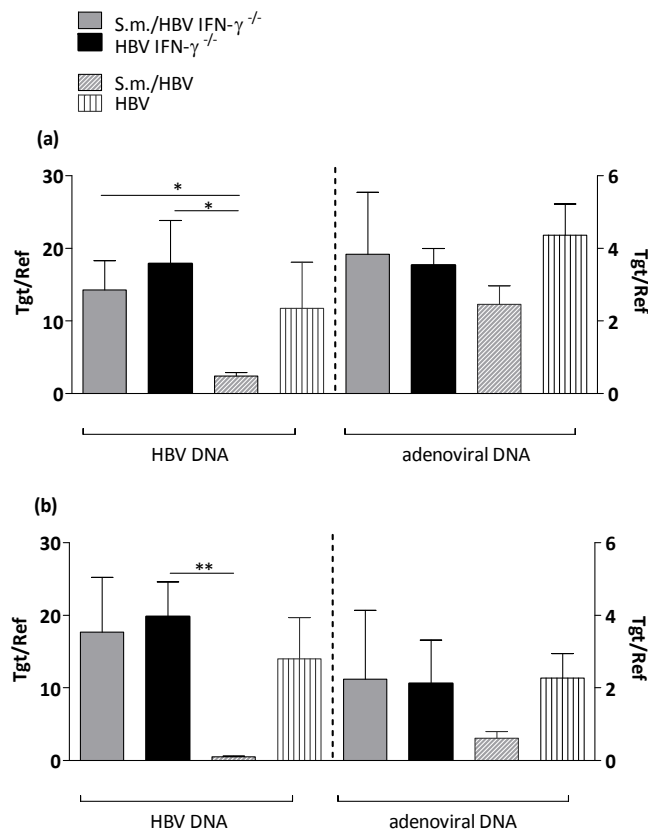 S.m./HBV IFN-γ -/-
HBV IFN-γ -/-
S.m./HBV
HBV
(a)
30
20
10
0
Tgt/Ref
*
*
6
4
2
0
Tgt/Ref
HBV DNA
adenoviral DNA
(b)
30
20
10
0
Tgt/Ref
**
6
4
2
0
Tgt/Ref
HBV DNA
adenoviral DNA